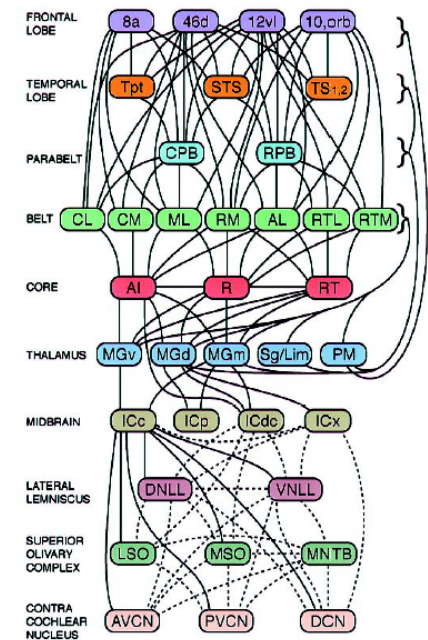 FRONTAL LOBE 8a 46d 12vl 10,orb
TEMPORAL LOBE Tpt STS TS1,2
PARABELT CPB RPB
BELT CL CM ML RM AL RTL RTM
CORE AI R RT
THALAMUS MGv MGd MGm Sg/Lim PM
MIDBRAIN ICc ICp ICdc ICx
LATERAL LEMNISCUS DNLL VNLL
SUPERIOR OLIVARY COMPLEX LSO MSO MNTB
CONTRA COCHLEAR NUCLEUS AVCN PVCN DCN